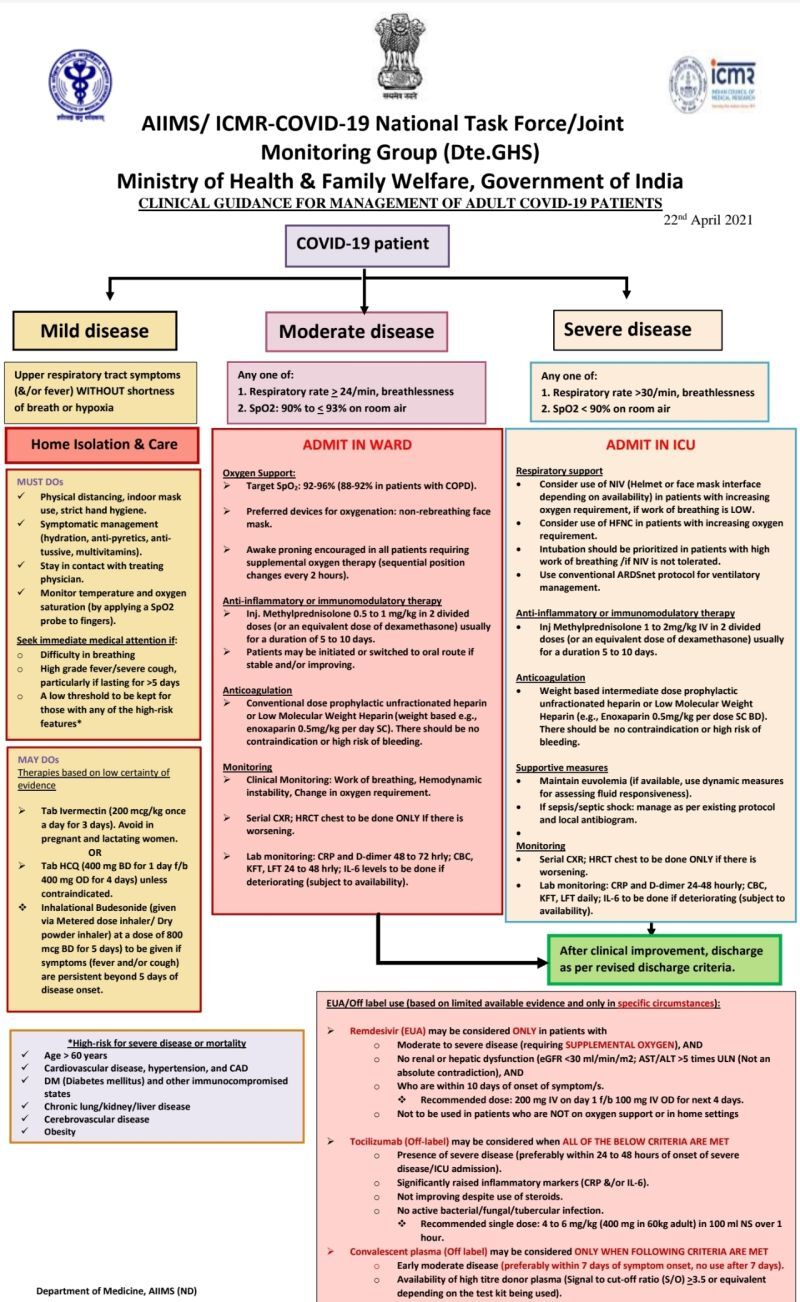 सत्यमेव जयते
icmr
INDIAN COUNCIL OF
MEDICAL RESEARCH
AIIMS/ ICMR-COVID-19 National Task Force/Joint
Monitoring Group (Dte.GHS)
Ministry of Health & Family Welfare, Government of India
CLINICAL GUIDANCE FOR MANAGEMENT OF ADULT COVID-19 PATIENTS
22nd April 2021
COVID-19 patient
Mild disease
Upper respiratory tract symptoms
(&/or fever) WITHOUT shortness
of breath or hypoxia
Home Isolation & Care
MUST DOs
✓ Physical distancing, indoor mask
use, strict hand hygiene.
✓ Symptomatic management
(hydration, anti-pyretics, anti-
tussive, multivitamins).
✓ Stay in contact with treating
physician.
✓ Monitor temperature and oxygen
saturation (by applying a SpO2
probe to fingers).
Seek immediate medical attention if:
o Difficulty in breathing
o High grade fever/severe cough,
particularly if lasting for >5 days
o A low threshold to be kept for
those with any of the high-risk
features*
MAY DOs
Therapies based on low certainty of
evidence
➢ Tab Ivermectin (200 mcg/kg once
a day for 3 days). Avoid in
pregnant and lactating women.
OR
➢ Tab HCQ (400 mg BD for 1 day f/b
400 mg OD for 4 days) unless
contraindicated.
❖ Inhalational Budesonide (given
via Metered dose inhaler/ Dry
powder inhaler) at a dose of 800
mcg BD for 5 days) to be given if
symptoms (fever and/or cough)
are persistent beyond 5 days of
disease onset.
Moderate disease
Any one of:
1. Respiratory rate ≥ 24/min, breathlessness
2. SpO2: 90% to ≤ 93% on room air
ADMIT IN WARD
Oxygen Support:
➢ Target SpO₂: 92-96% (88-92% in patients with COPD).
➢ Preferred devices for oxygenation: non-rebreathing face
mask.
➢ Awake proning encouraged in all patients requiring
supplemental oxygen therapy (sequential position
changes every 2 hours).
Anti-inflammatory or immunomodulatory therapy
➢ Inj. Methylprednisolone 0.5 to 1 mg/kg in 2 divided
doses (or an equivalent dose of dexamethasone) usually
for a duration of 5 to 10 days.
➢ Patients may be initiated or switched to oral route if
stable and/or improving.
Anticoagulation
➢ Conventional dose prophylactic unfractionated heparin
or Low Molecular Weight Heparin (weight based e.g.,
enoxaparin 0.5mg/kg per day SC). There should be no
contraindication or high risk of bleeding.
Monitoring
➢ Clinical Monitoring: Work of breathing, Hemodynamic
instability, Change in oxygen requirement.
➢ Serial CXR; HRCT chest to be done ONLY If there is
worsening.
➢ Lab monitoring: CRP and D-dimer 48 to 72 hrly; CBC,
KFT, LFT 24 to 48 hrly; IL-6 levels to be done if
deteriorating (subject to availability).
Severe disease
Any one of:
1. Respiratory rate >30/min, breathlessness
2. SpO2 < 90% on room air
ADMIT IN ICU
Respiratory support
• Consider use of NIV (Helmet or face mask interface
depending on availability) in patients with increasing
oxygen requirement, if work of breathing is LOW.
• Consider use of HFNC in patients with increasing oxygen
requirement.
• Intubation should be prioritized in patients with high
work of breathing /if NIV is not tolerated.
• Use conventional ARDSnet protocol for ventilatory
management.
Anti-inflammatory or immunomodulatory therapy
• Inj Methylprednisolone 1 to 2mg/kg IV in 2 divided
doses (or an equivalent dose of dexamethasone) usually
for a duration 5 to 10 days.
Anticoagulation
• Weight based intermediate dose prophylactic
unfractionated heparin or Low Molecular Weight
Heparin (e.g., Enoxaparin 0.5mg/kg per dose SC BD).
There should be no contraindication or high risk of
bleeding.
Supportive measures
• Maintain euvolemia (if available, use dynamic measures
for assessing fluid responsiveness).
• If sepsis/septic shock: manage as per existing protocol
and local antibiogram.
•
Monitoring
• Serial CXR; HRCT chest to be done ONLY if there is
worsening.
• Lab monitoring: CRP and D-dimer 24-48 hourly; CBC,
KFT, LFT daily; IL-6 to be done if deteriorating (subject to
availability).
After clinical improvement, discharge
as per revised discharge criteria.
*High-risk for severe disease or mortality
✓ Age > 60 years
✓ Cardiovascular disease, hypertension, and CAD
✓ DM (Diabetes mellitus) and other immunocompromised
states
✓ Chronic lung/kidney/liver disease
✓ Cerebrovascular disease
✓ Obesity
EUA/Off label use (based on limited available evidence and only in specific circumstances):
➢ Remdesivir (EUA) may be considered ONLY in patients with
o Moderate to severe disease (requiring SUPPLEMENTAL OXYGEN), AND
o No renal or hepatic dysfunction (eGFR <30 ml/min/m2; AST/ALT >5 times ULN (Not an
absolute contradiction), AND
o Who are within 10 days of onset of symptom/s.
❖ Recommended dose: 200 mg IV on day 1 f/b 100 mg IV OD for next 4 days.
o Not to be used in patients who are NOT on oxygen support or in home settings
➢ Tocilizumab (Off-label) may be considered when ALL OF THE BELOW CRITERIA ARE MET
o Presence of severe disease (preferably within 24 to 48 hours of onset of severe
disease/ICU admission).
o Significantly raised inflammatory markers (CRP &/or IL-6).
o Not improving despite use of steroids.
o No active bacterial/fungal/tubercular infection.
❖ Recommended single dose: 4 to 6 mg/kg (400 mg in 60kg adult) in 100 ml NS over 1
hour.
➢ Convalescent plasma (Off label) may be considered ONLY WHEN FOLLOWING CRITERIA ARE MET
o Early moderate disease (preferably within 7 days of symptom onset, no use after 7 days).
o Availability of high titre donor plasma (Signal to cut-off ratio (S/O) ≥3.5 or equivalent
depending on the test kit being used).
Department of Medicine, AIIMS (ND)